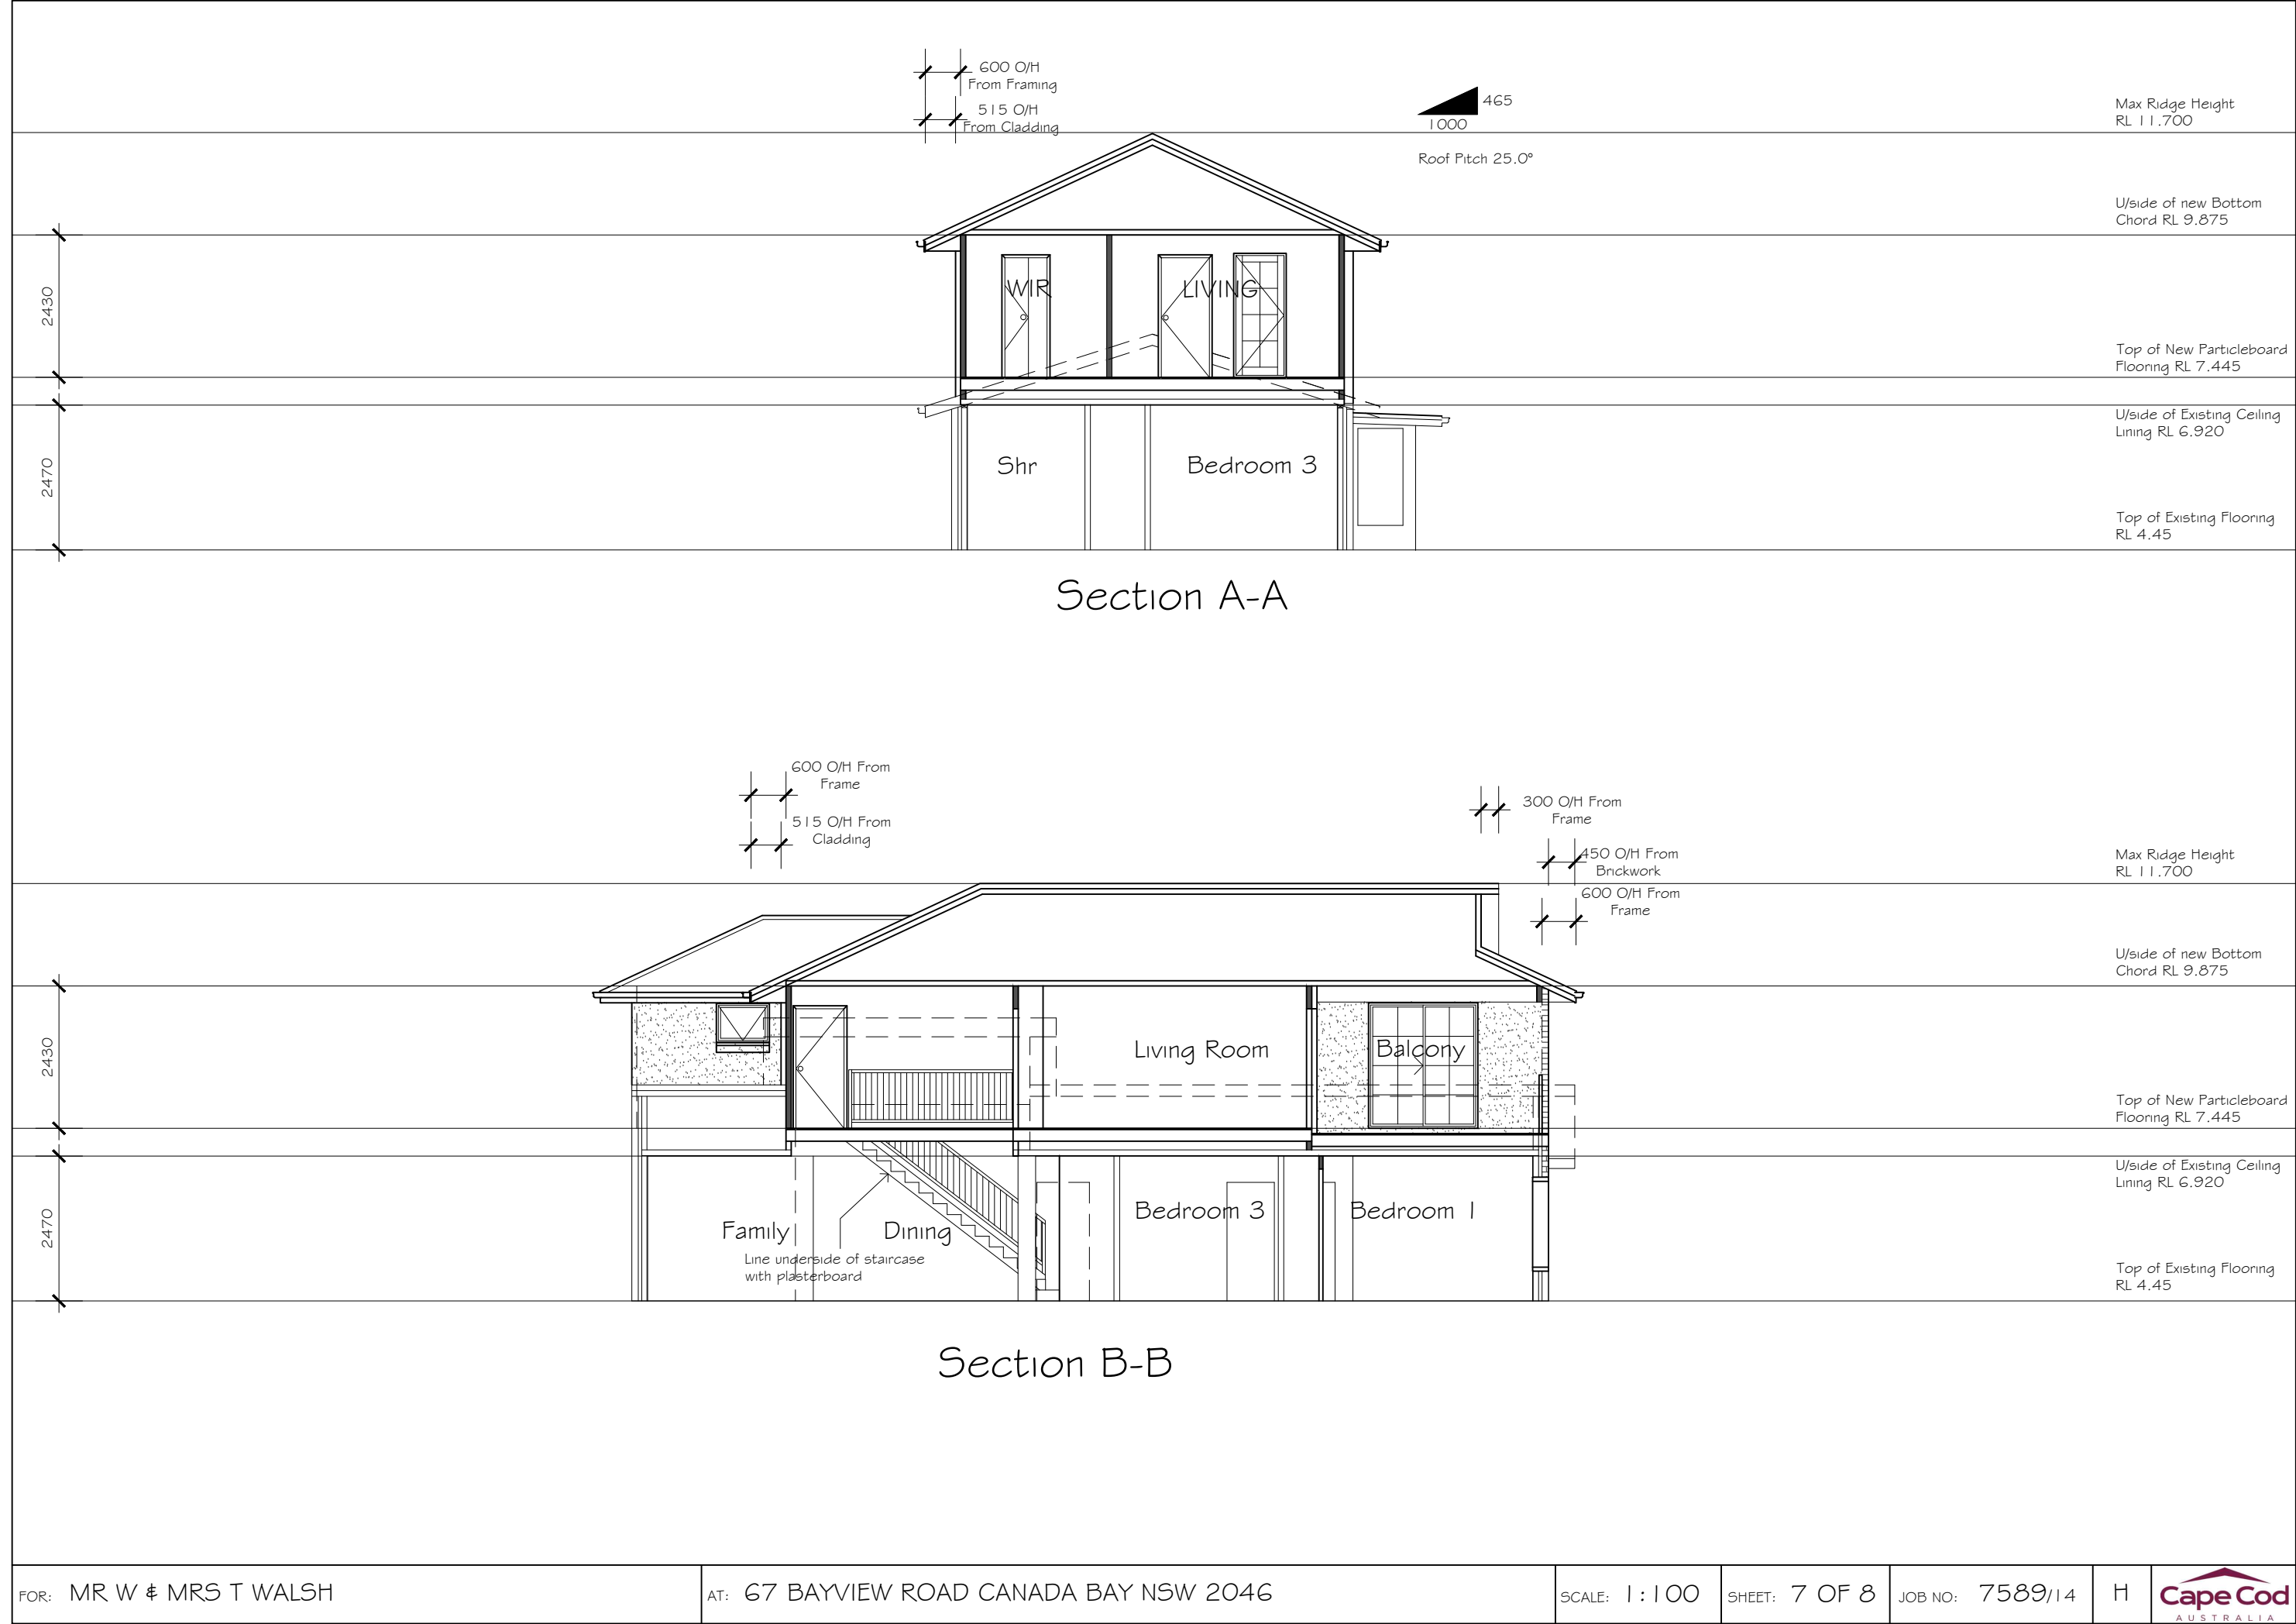 600 O/H
From Framing
515 O/H
From Cladding
465
1000
Roof Pitch 25.0°
Max Ridge Height
RL 11.700
U/side of new Bottom
Chord RL 9.875
2430
WIR
LIVING
Top of New Particleboard
Flooring RL 7.445
U/side of Existing Ceiling
Lining RL 6.920
2470
Shr
Bedroom 3
Top of Existing Flooring
RL 4.45
Section A-A
600 O/H From
Frame
515 O/H From
Cladding
300 O/H From
Frame
450 O/H From
Brickwork
600 O/H From
Frame
Max Ridge Height
RL 11.700
U/side of new Bottom
Chord RL 9.875
2430
Living Room
Balcony
Top of New Particleboard
Flooring RL 7.445
U/side of Existing Ceiling
Lining RL 6.920
2470
Family
Dining
Bedroom 3
Bedroom 1
Line underside of staircase
with plasterboard
Top of Existing Flooring
RL 4.45
Section B-B
FOR: MR W & MRS T WALSH
AT: 67 BAYVIEW ROAD CANADA BAY NSW 2046
SCALE: 1:100
SHEET: 7 OF 8
JOB NO: 7589/14
H
Cape Cod
AUSTRALIA